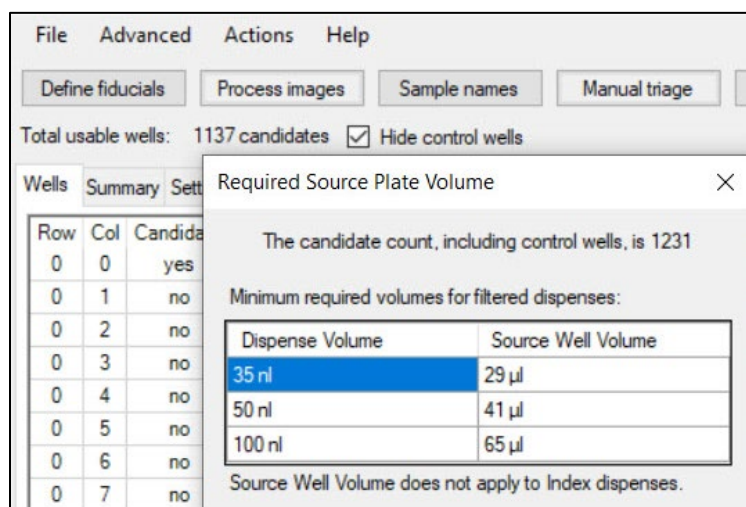 File Advanced Actions Help
Define fiducials Process images Sample names Manual triage
Total usable wells: 1137 candidates Hide control wells
Wells Summary Sett
Required Source Plate Volume
Row Col Candida
0 0 yes
0 1 no
0 2 no
0 3 no
0 4 no
0 5 no
0 6 no
0 7 no
The candidate count, including control wells, is 1231
Minimum required volumes for filtered dispenses:
Dispense Volume Source Well Volume
35 nl 29 µl
50 nl 41 µl
100 nl 65 µl
Source Well Volume does not apply to Index dispenses.